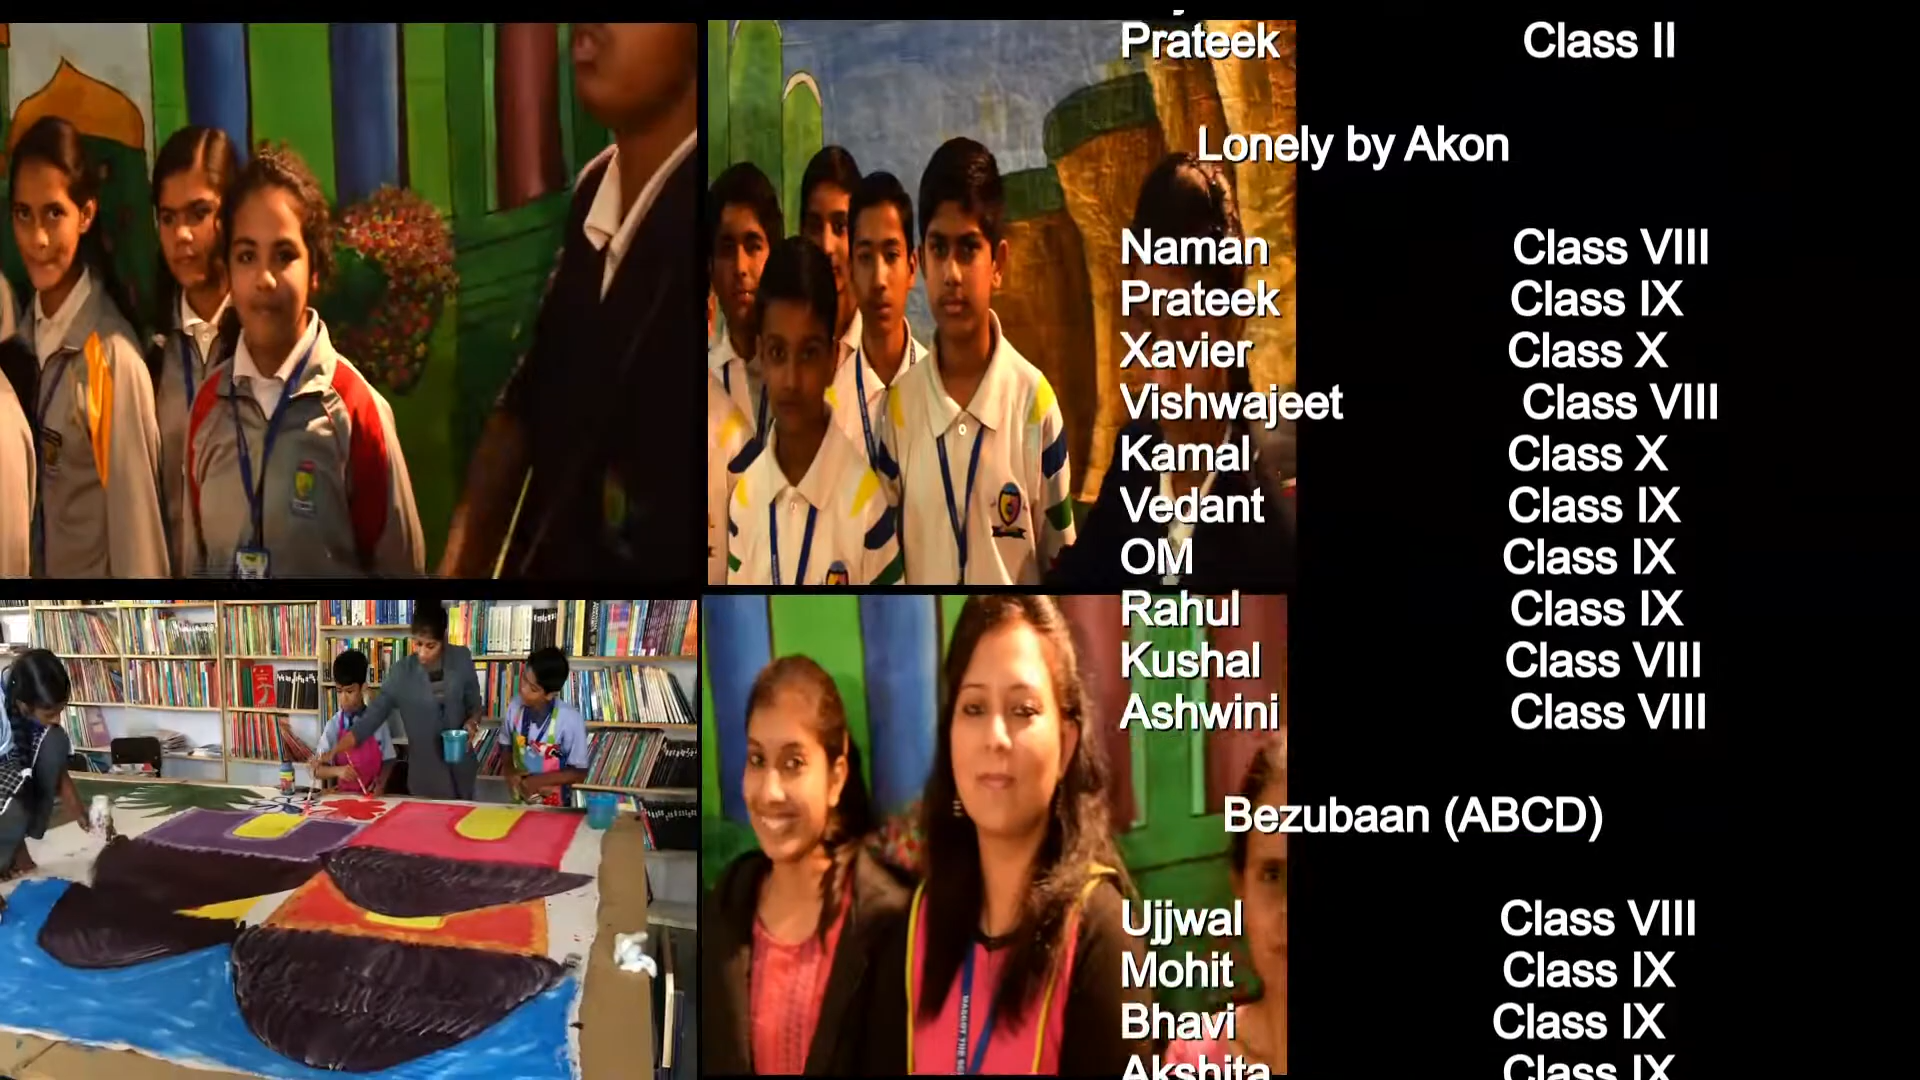 Prateek Class II
Lonely by Akon
Naman Class VIII
Prateek Class IX
Xavier Class X
Vishwajeet Class VIII
Kamal Class X
Vedant Class IX
OM Class IX
Rahul Class IX
Kushal Class VIII
Ashwini Class VIII
Bezubaan (ABCD)
Ujjwal Class VIII
Mohit Class IX
Bhavi Class IX
Akshita Class IX